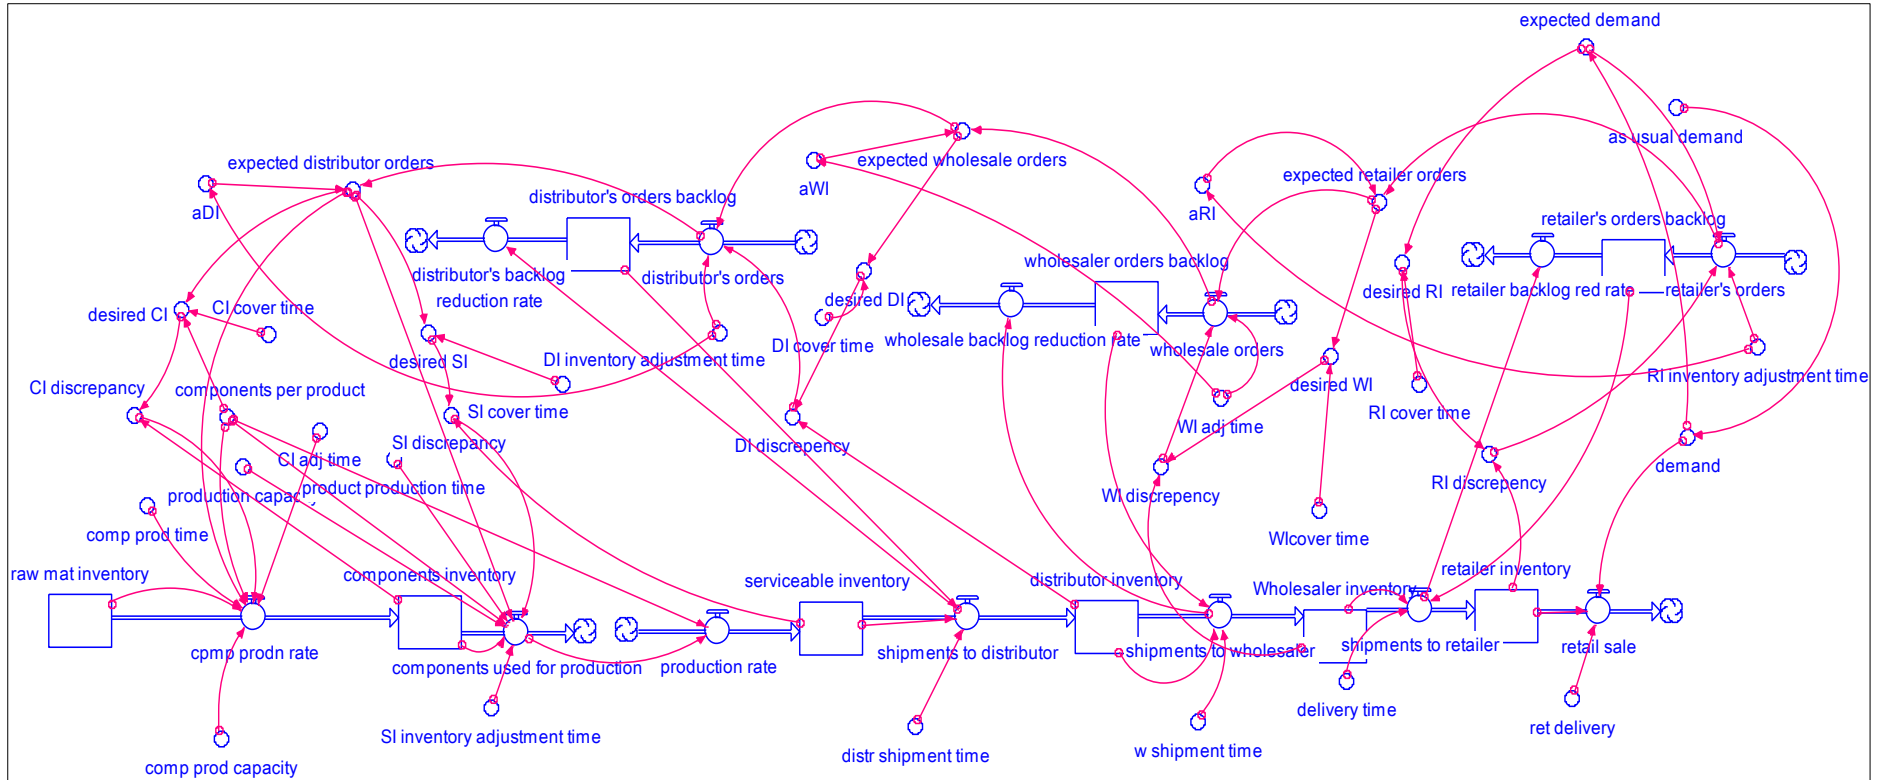 expected demand
as usual demand
expected distributor orders
expected wholesale orders
aWI
expected retailer orders
aDI
distributor's orders backlog
aRI
retailer's orders backlog
distributor's backlog
reduction rate
distributor's orders
wholesaler orders backlog
desired RI
retailer backlog red rate
retailer's orders
desired CI
CI cover time
desired DI
wholesale backlog reduction rate
wholesale orders
DI cover time
desired SI
DI inventory adjustment time
CI discrepancy
components per product
desired WI
RI inventory adjustment time
SI cover time
RI cover time
WI adj time
SI discrepancy
DI discrepency
CI adj time
demand
production capacity
product production time
WI discrepency
RI discrepency
comp prod time
WIcover time
raw mat inventory
components inventory
serviceable inventory
distributor inventory
Wholesaler inventory
retailer inventory
cpmp prodn rate
components used for production
production rate
shipments to distributor
shipments to wholesaler
shipments to retailer
retail sale
SI inventory adjustment time
delivery time
ret delivery
distr shipment time
w shipment time
comp prod capacity